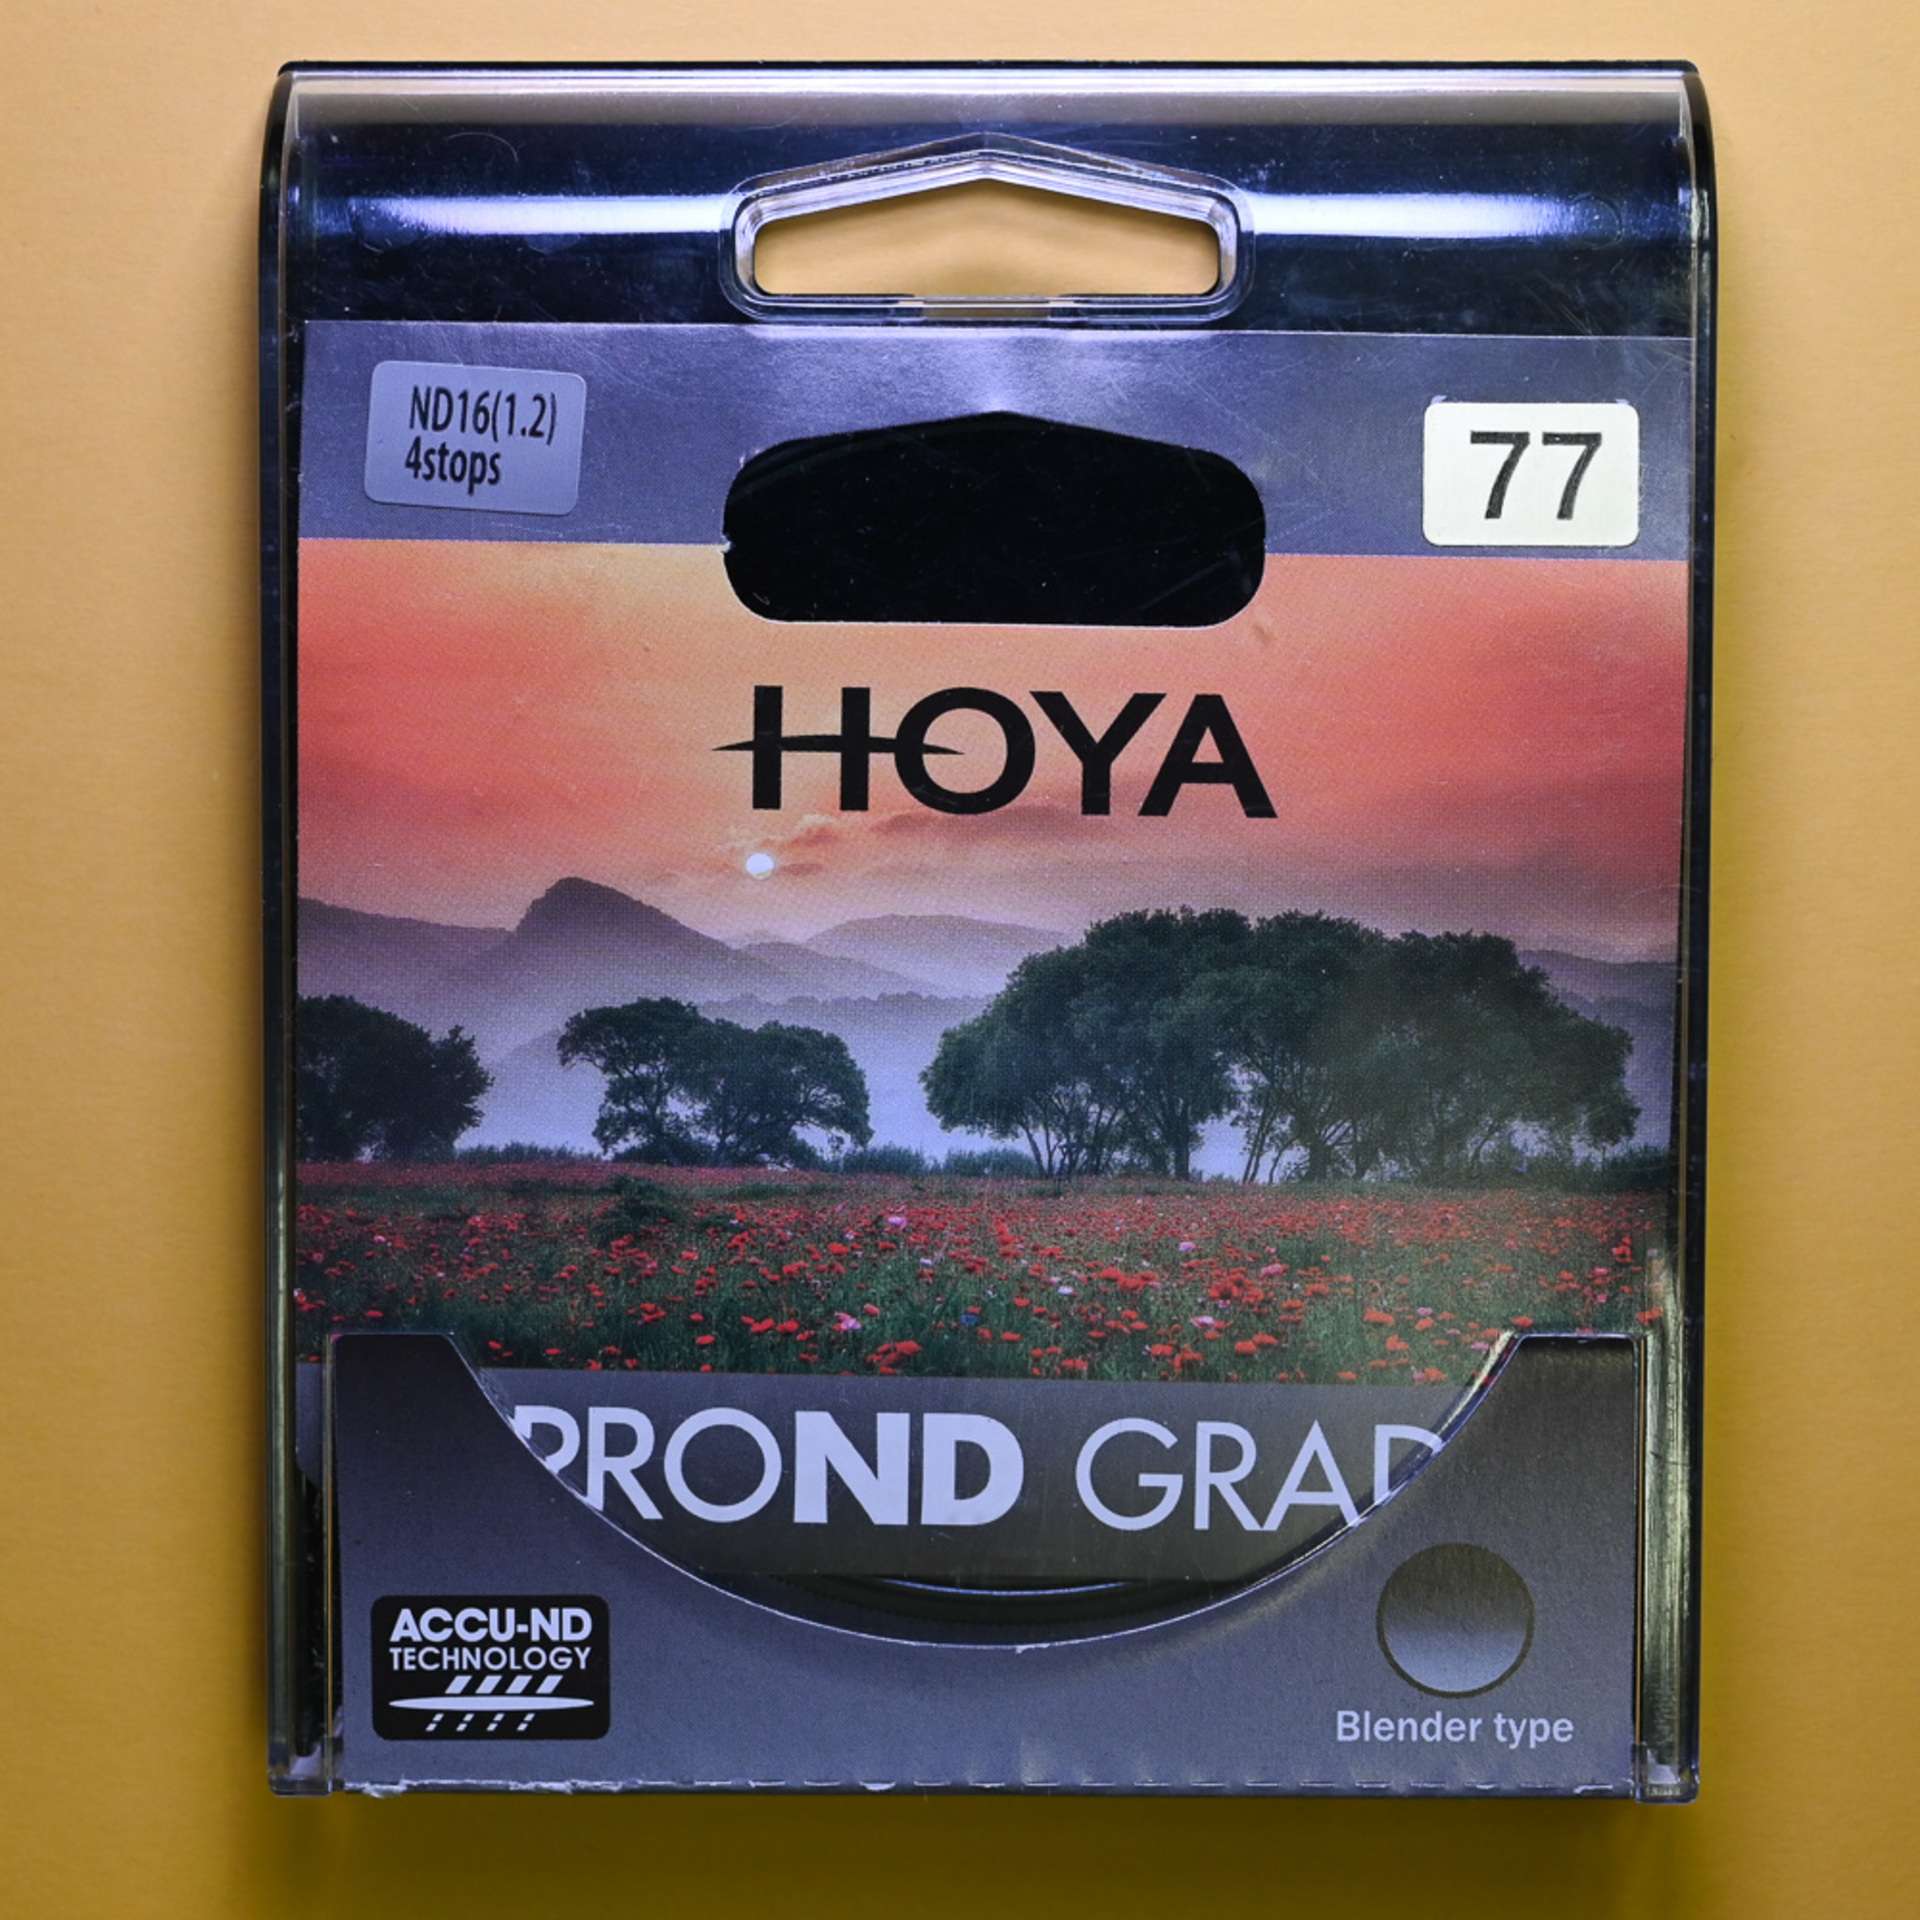 ND16(1.2)
4stops
77
HOYA
PROND GRAD
ACCU-ND
TECHNOLOGY
Blender type